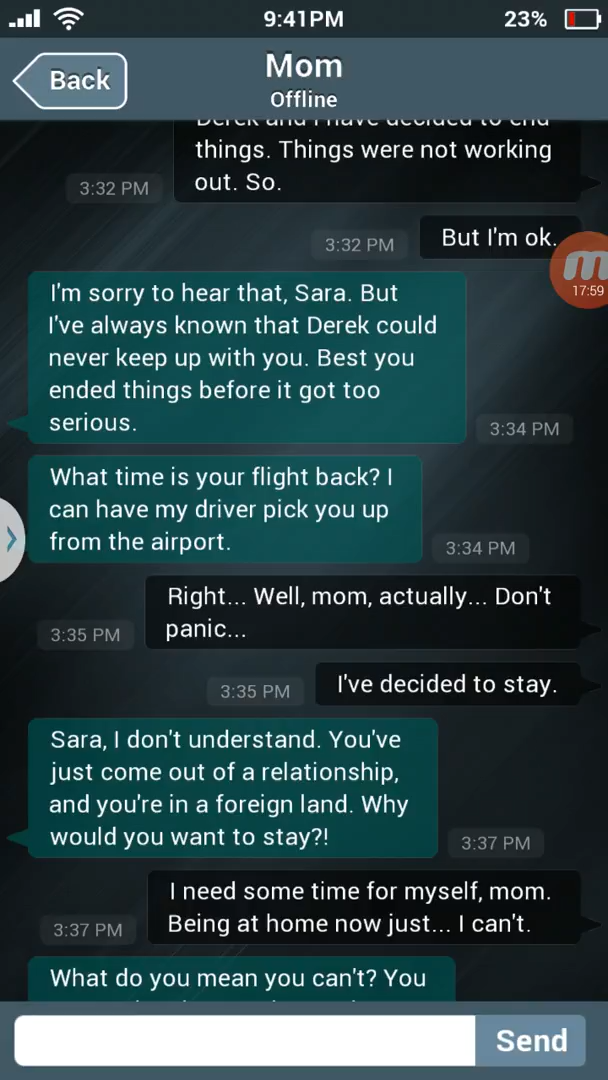 9:41PM
23%
Back
Mom
Offline
Derek and I have decided to end
things. Things were not working
out. So.
3:32 PM
But I'm ok.
3:32 PM
m
17:59
I'm sorry to hear that, Sara. But
I've always known that Derek could
never keep up with you. Best you
ended things before it got too
serious.
3:34 PM
What time is your flight back? I
can have my driver pick you up
from the airport.
3:34 PM
Right... Well, mom, actually... Don't
panic...
3:35 PM
I've decided to stay.
3:35 PM
Sara, I don't understand. You've
just come out of a relationship,
and you're in a foreign land. Why
would you want to stay?!
3:37 PM
I need some time for myself, mom.
Being at home now just... I can't.
3:37 PM
What do you mean you can't? You
Send